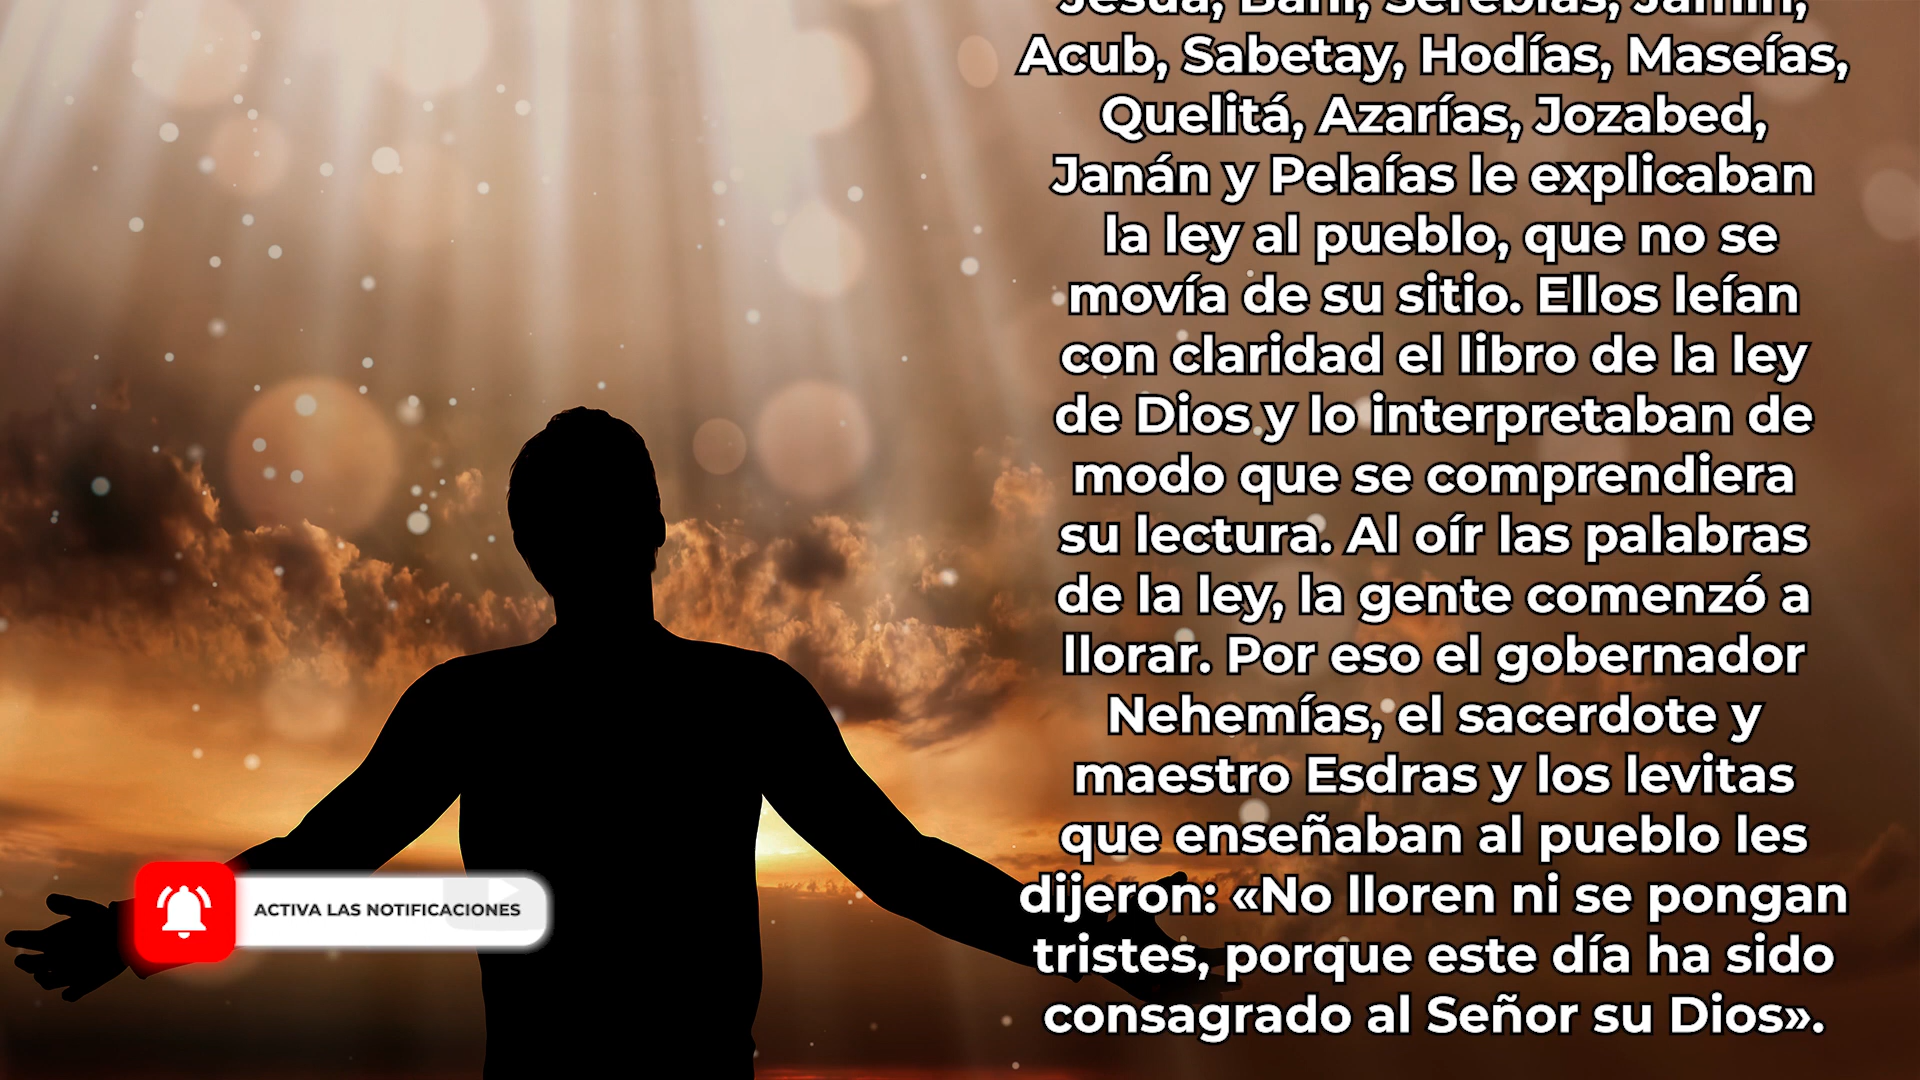 Jesúa, Baní, Serebías, Jamín,
Acub, Sabetay, Hodías, Maseías,
Quelitá, Azarías, Jozabed,
Janán y Pelaías le explicaban
la ley al pueblo, que no se
movía de su sitio. Ellos leían
con claridad el libro de la ley
de Dios y lo interpretaban de
modo que se comprendiera
su lectura. Al oír las palabras
de la ley, la gente comenzó a
llorar. Por eso el gobernador
Nehemías, el sacerdote y
maestro Esdras y los levitas
que enseñaban al pueblo les
dijeron: «No lloren ni se pongan
tristes, porque este día ha sido
consagrado al Señor su Dios».
ACTIVA LAS NOTIFICACIONES